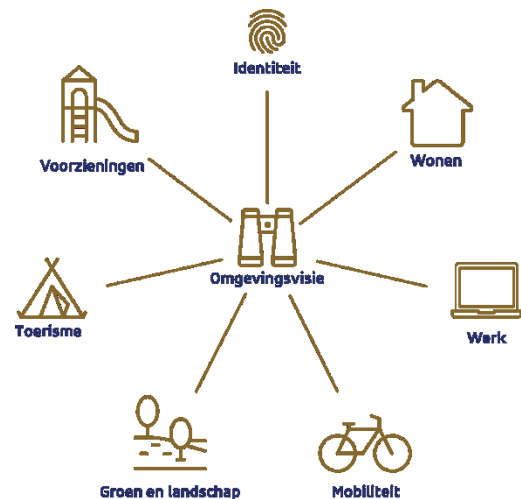 Identiteit
Voorzieningen
Wonen
Omgevingsvisie
Toerisme
Werk
Groen en landschap
Mobiliteit